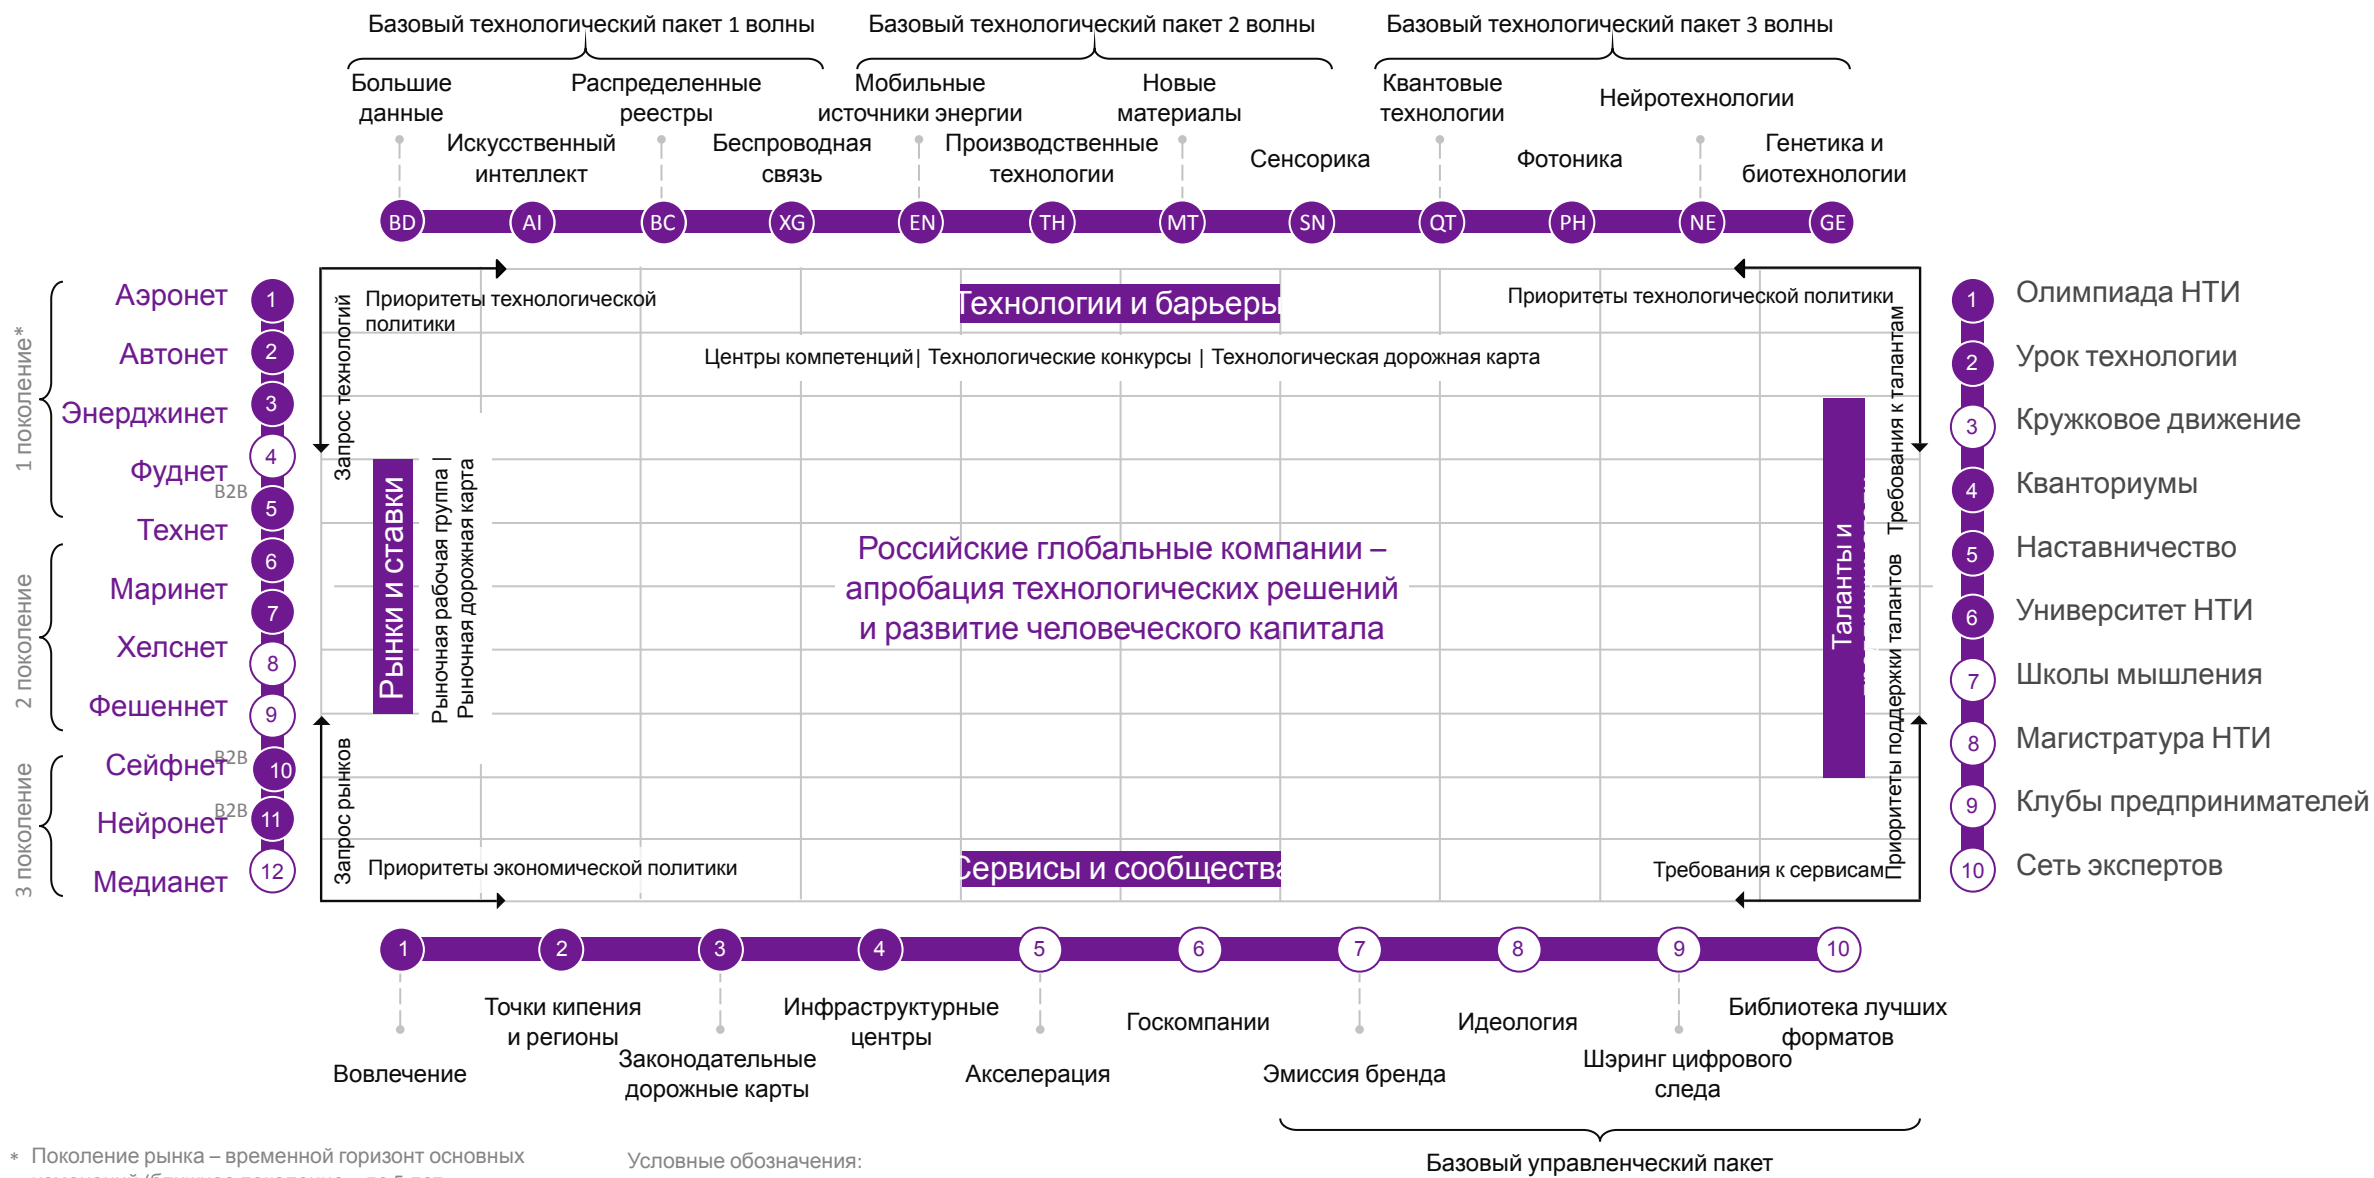 Базовый технологический пакет 1 волны
Базовый технологический пакет 2 волны
Базовый технологический пакет 3 волны
Большие
данные
Искусственный
интеллект
Распределенные
реестры
Беспроводная
связь
Мобильные
источники энергии
Производственные
технологии
Новые
материалы
Сенсорика
Квантовые
технологии
Фотоника
Нейротехнологии
Генетика и
биотехнологии
BD
AI
BC
XG
EN
TH
MT
SN
QT
PH
NE
GE
1 поколение*
2 поколение
3 поколение
Аэронет
1
Автонет
2
Энерджинет
3
Фуднет
4
B2B
Технет
5
Маринет
6
Хелснет
7
Фешеннет
8
Сейфнет
9
B2B
Нейронет
10
B2B
Медианет
11
12
Запрос технологий
Приоритеты технологической
политики
Технологии и барьеры
Приоритеты технологической политики
Требования к талантам
Центры компетенций| Технологические конкурсы | Технологическая дорожная карта
Рынки и ставки
Рыночная рабочая группа |
Рыночная дорожная карта
Российские глобальные компании –
апробация технологических решений
и развитие человеческого капитала
Таланты и
Приоритеты поддержки талантов
Запрос рынков
Приоритеты экономической политики
Сервисы и сообщества
Требования к сервисам
1
Олимпиада НТИ
2
Урок технологии
3
Кружковое движение
4
Кванториумы
5
Наставничество
6
Университет НТИ
7
Школы мышления
8
Магистратура НТИ
9
Клубы предпринимателей
10
Сеть экспертов
1
2
3
4
5
6
7
8
9
10
Вовлечение
Точки кипения
и регионы
Законодательные
дорожные карты
Инфраструктурные
центры
Акселерация
Госкомпании
Эмиссия бренда
Идеология
Шэринг цифрового
следа
Библиотека лучших
форматов
Базовый управленческий пакет
* Поколение рынка – временной горизонт основных
Условные обозначения: